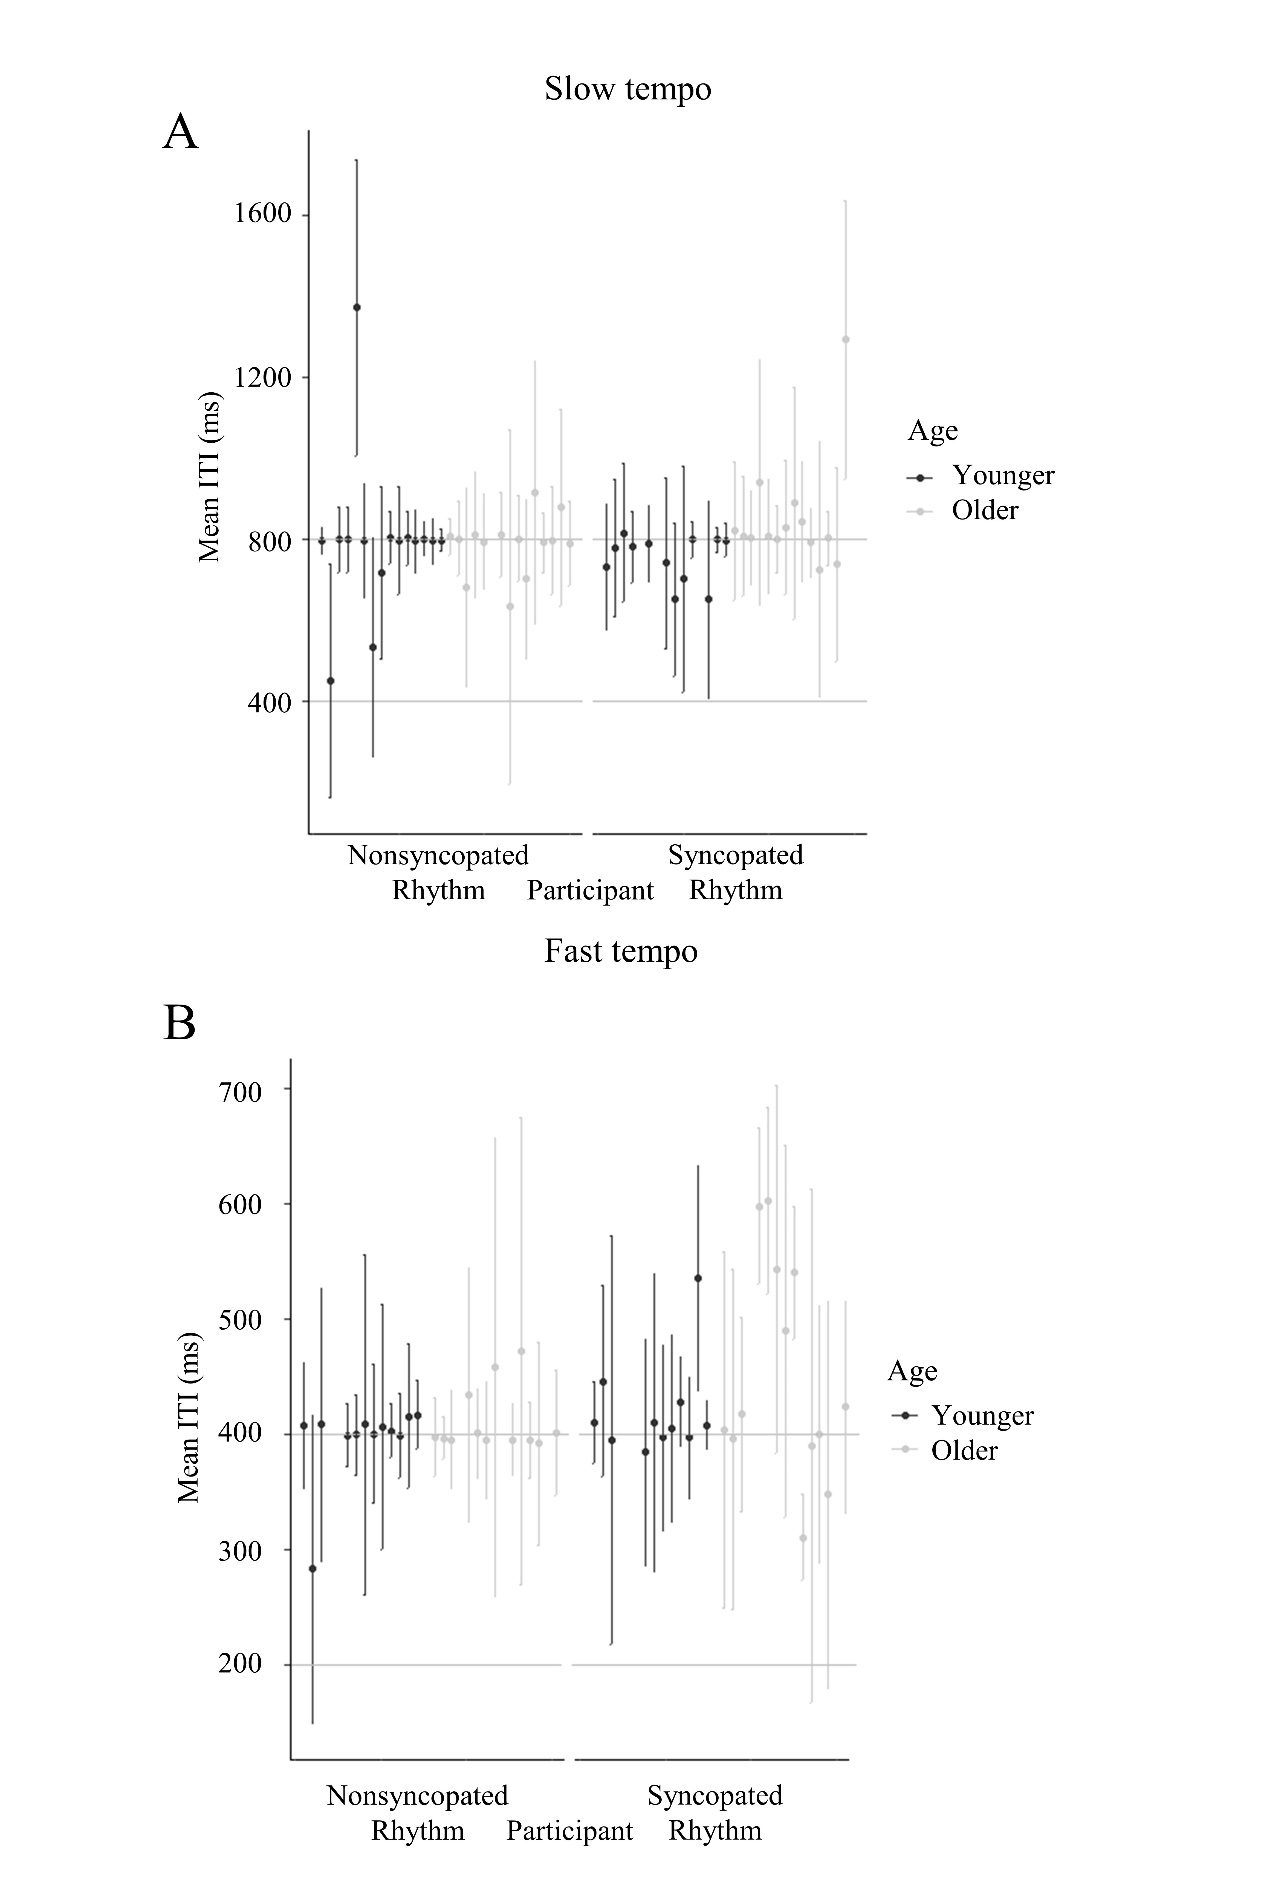 Slow tempo
A
1600
1200
800
400
Mean ITI (ms)
Age
Younger
Older
Nonsyncopated Syncopated
Rhythm Participant Rhythm
Fast tempo
B
700
600
500
400
300
200
Mean ITI (ms)
Age
Younger
Older
Nonsyncopated Syncopated
Rhythm Participant Rhythm